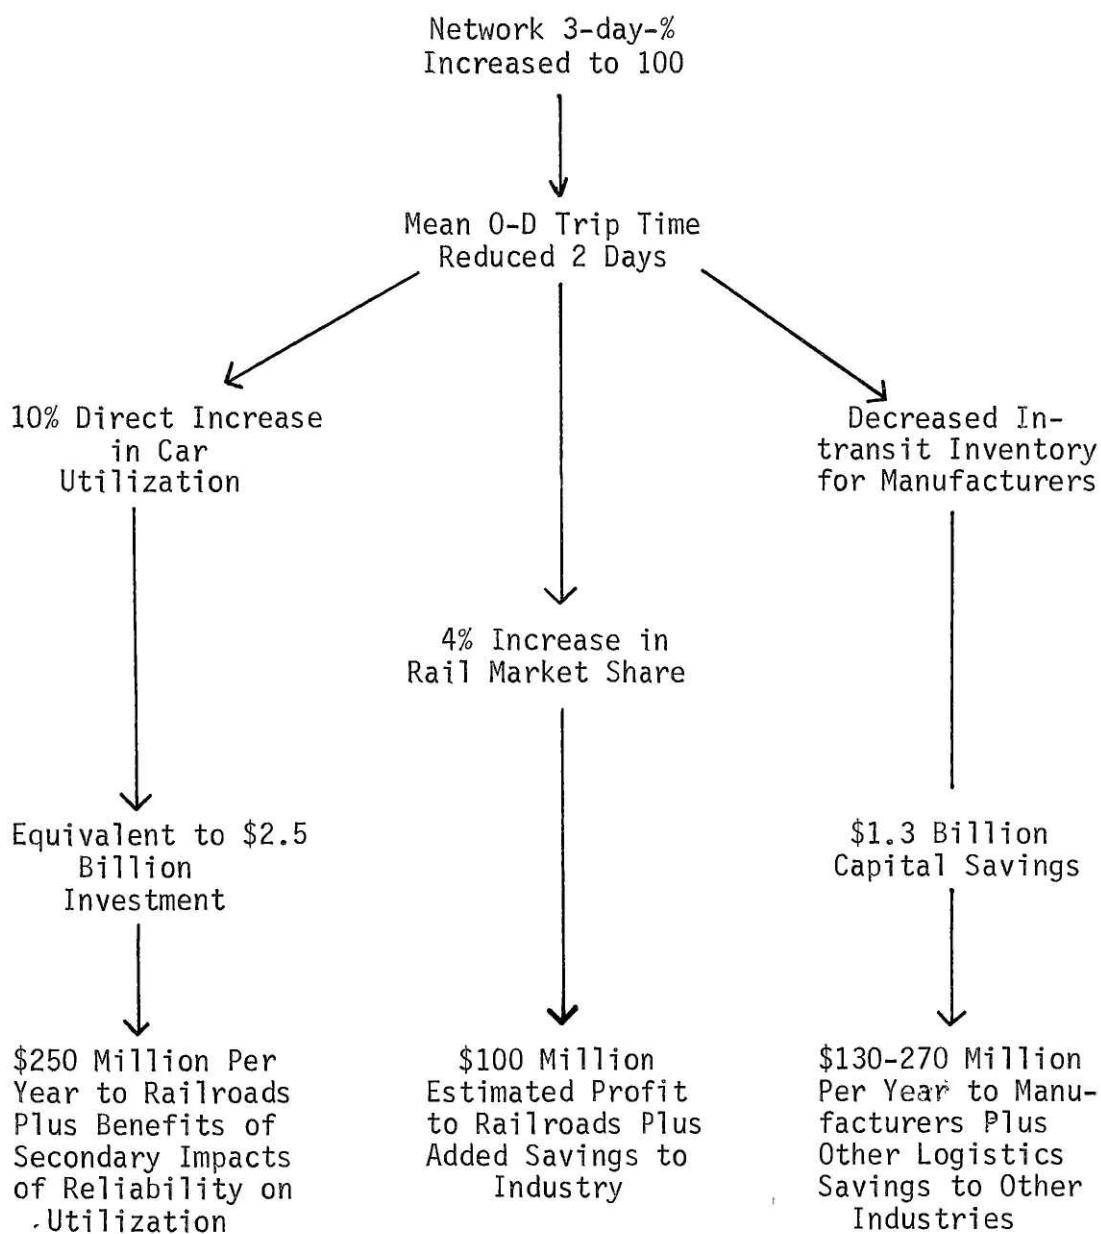 Network 3-day-%
Increased to 100
Mean O-D Trip Time
Reduced 2 Days
10% Direct Increase
in Car
Utilization
Decreased In-
transit Inventory
for Manufacturers
4% Increase in
Rail Market Share
Equivalent to $2.5
Billion
Investment
$1.3 Billion
Capital Savings
$250 Million Per
Year to Railroads
Plus Benefits of
Secondary Impacts
of Reliability on
Utilization
$100 Million
Estimated Profit
to Railroads Plus
Added Savings to
Industry
$130-270 Million
Per Year to Manu-
facturers Plus
Other Logistics
Savings to Other
Industries